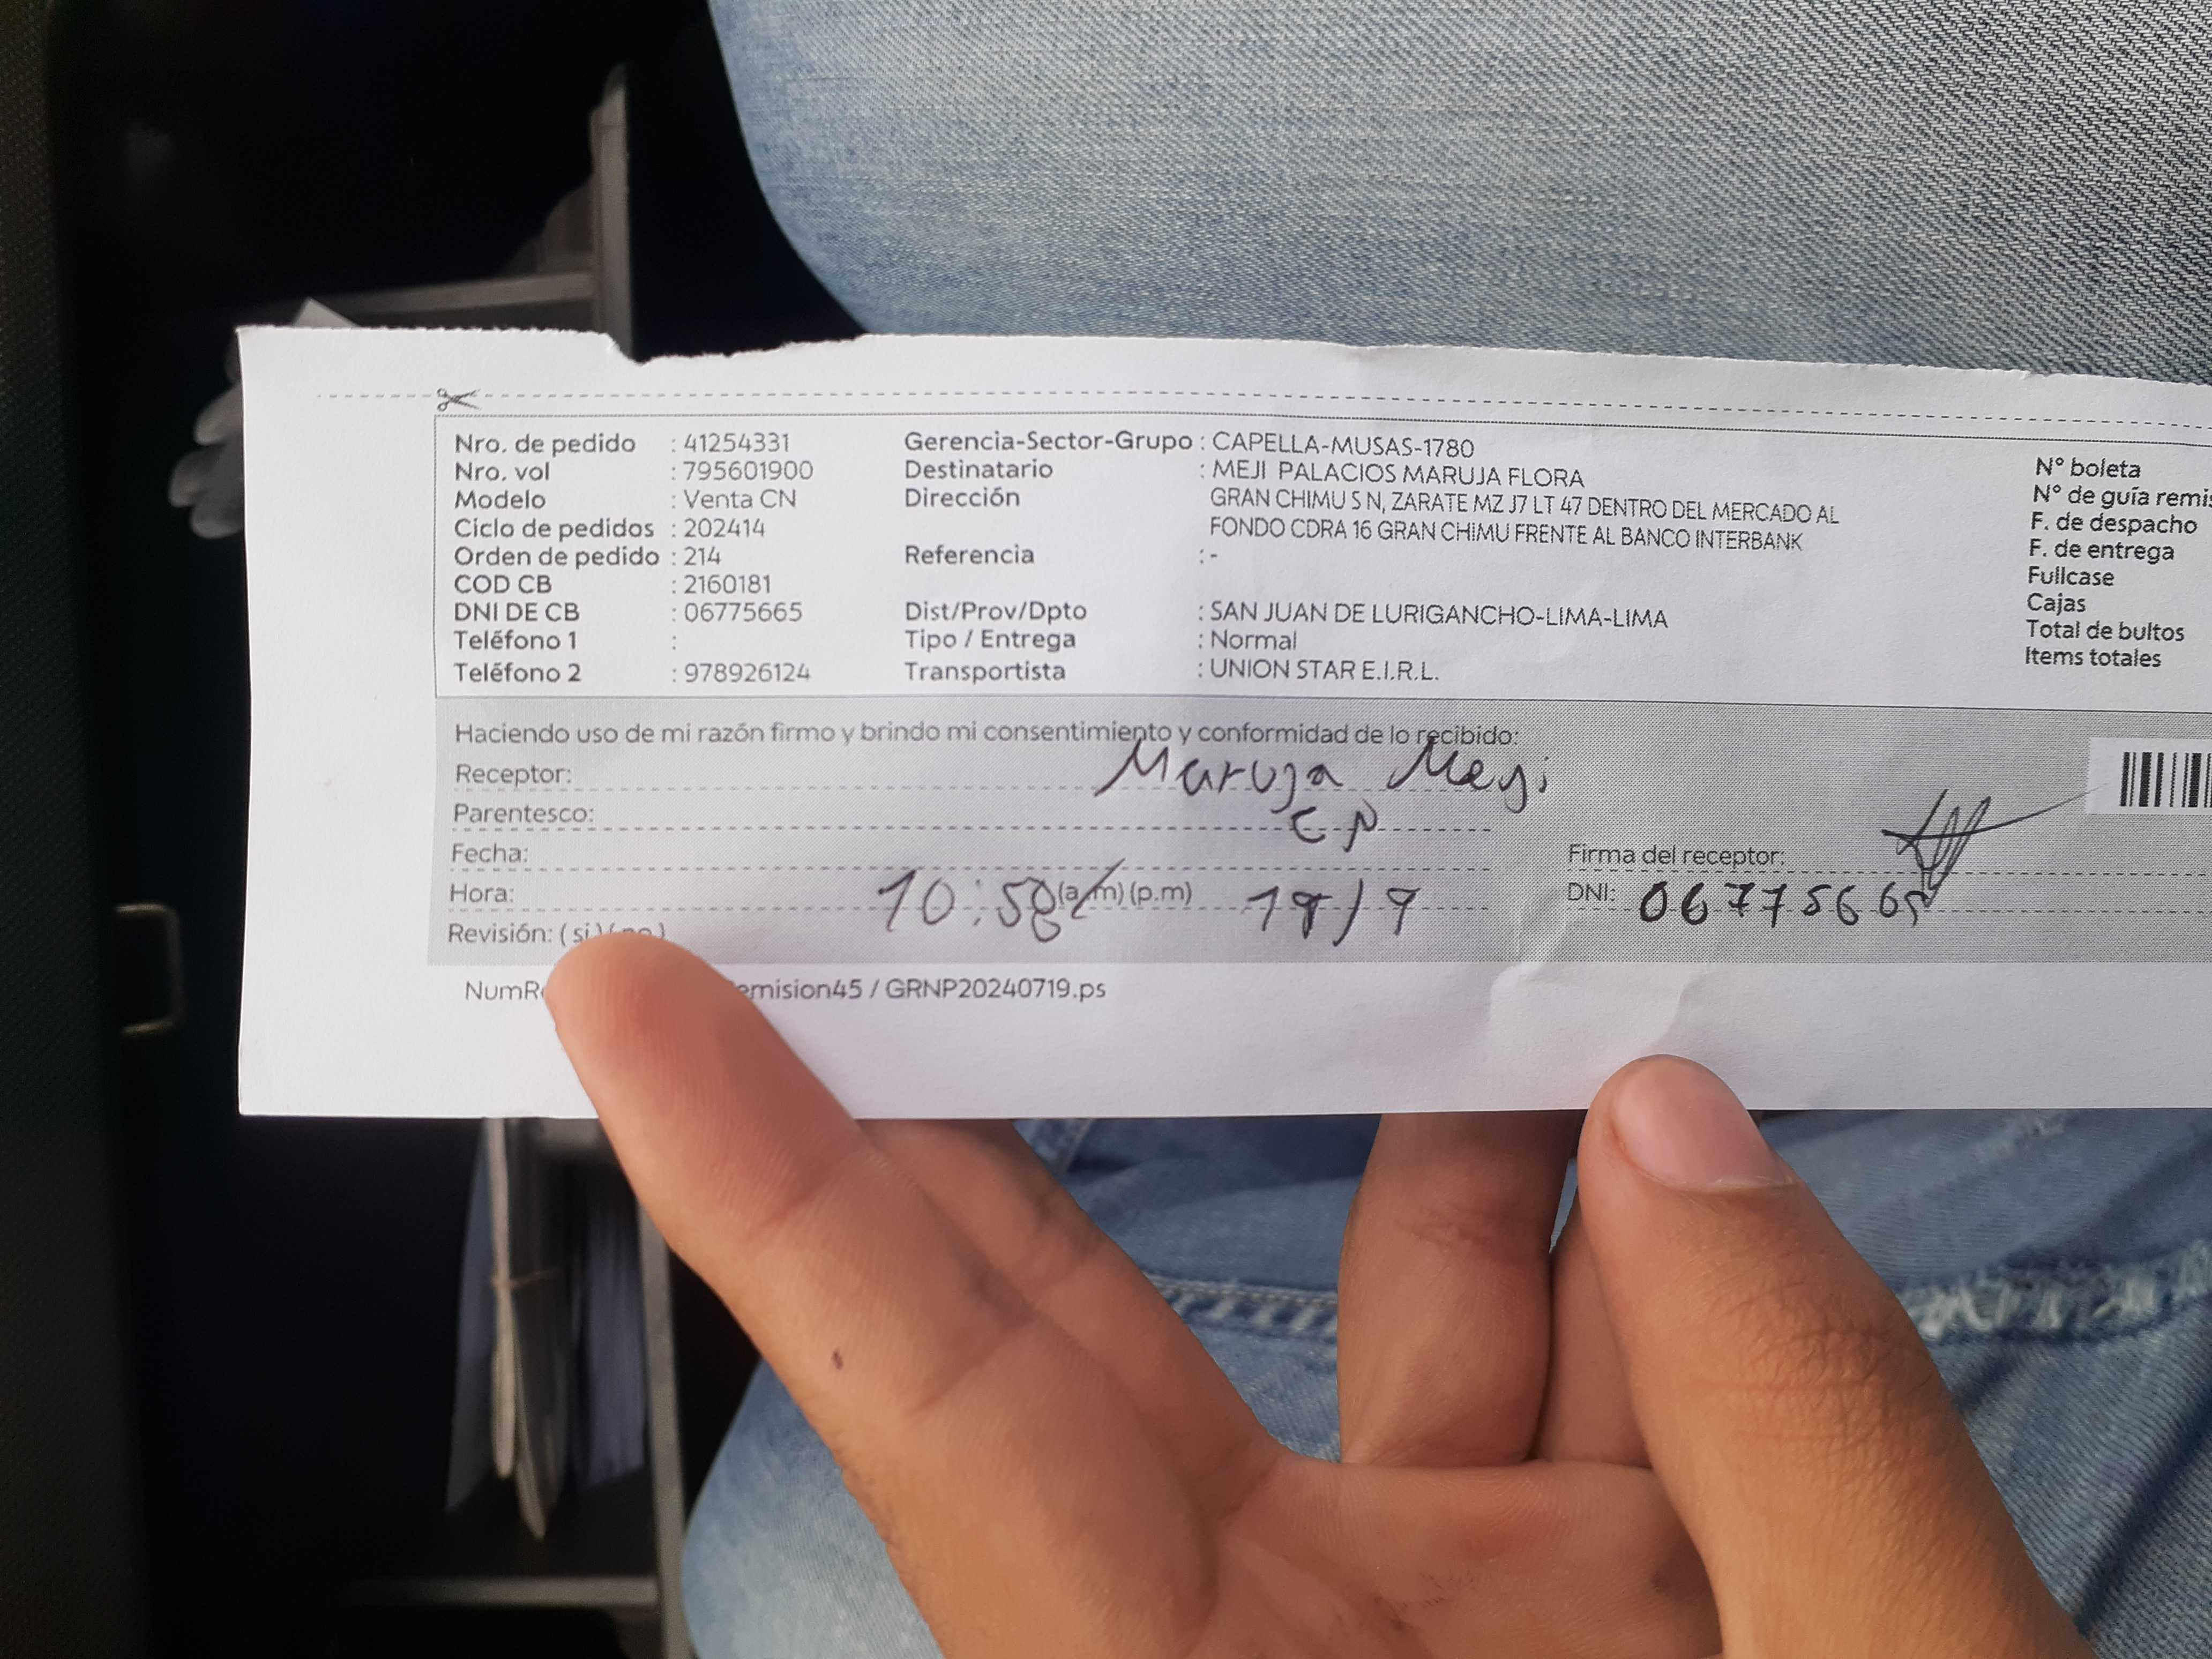 Nro. de pedido : 41254331
Nro. vol : 795601900
Modelo : Venta CN
Ciclo de pedidos : 202414
Orden de pedido : 214
COD CB : 2160181
DNI DE CB : 06775665
Teléfono 1 :
Teléfono 2 : 978926124
Gerencia-Sector-Grupo : CAPELLA-MUSAS-1780
Destinatario : MEJI PALACIOS MARUJA FLORA
Dirección GRAN CHIMU S N, ZARATE MZ J7 LT 47 DENTRO DEL MERCADO AL
FONDO CDRA 16 GRAN CHIMU FRENTE AL BANCO INTERBANK
Referencia : -
Dist/Prov/Dpto : SAN JUAN DE LURIGANCHO-LIMA-LIMA
Tipo / Entrega : Normal
Transportista : UNION STAR E.I.R.L.
N° boleta
N° de guía
F. de despacho
F. de entrega
Fullcase
Cajas
Total de bultos
Items totales
Haciendo uso de mi razón firmo y brindo mi consentimiento y conformidad de lo recibido:
Receptor: Maruja Meji
Parentesco: CN
Fecha:
Hora: 10:58 (a.m) (p.m)
Revisión: (si) (no)
Firma del receptor:
DNI: 06775665
emision45 / GRNP20240719.ps